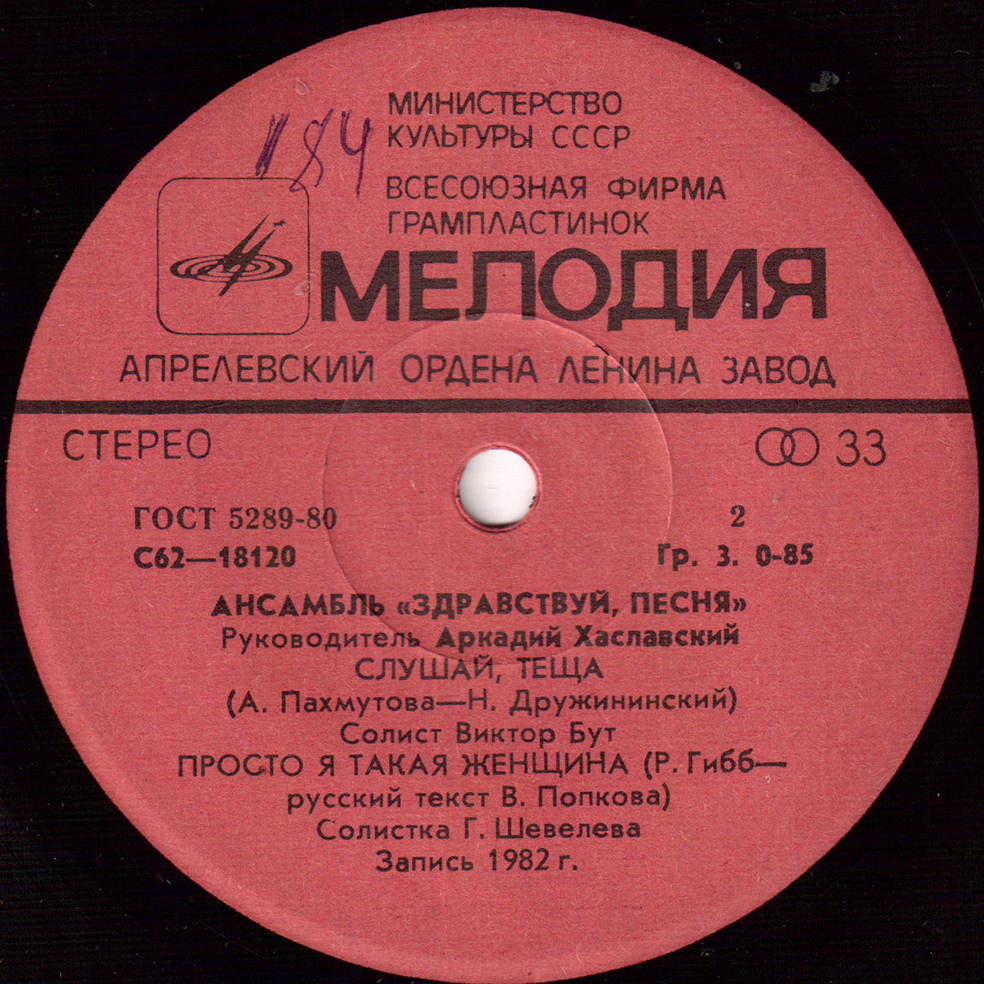 184
МИНИСТЕРСТВО
КУЛЬТУРЫ СССР
ВСЕСОЮЗНАЯ ФИРМА
ГРАМПЛАСТИНОК
МЕЛОДИЯ
АПРЕЛЕВСКИЙ ОРДЕНА ЛЕНИНА ЗАВОД
СТЕРЕО 33
ГОСТ 5289-80 2
С62—18120 Гр. 3. 0-85
АНСАМБЛЬ «ЗДРАВСТВУЙ, ПЕСНЯ»
Руководитель Аркадий Хаславский
СЛУШАЙ, ТЕЩА
(А. Пахмутова—Н. Дружининский)
Солист Виктор Бут
ПРОСТО Я ТАКАЯ ЖЕНЩИНА (Р. Гибб—
русский текст В. Попкова)
Солистка Г. Шевелева
Запись 1982 г.